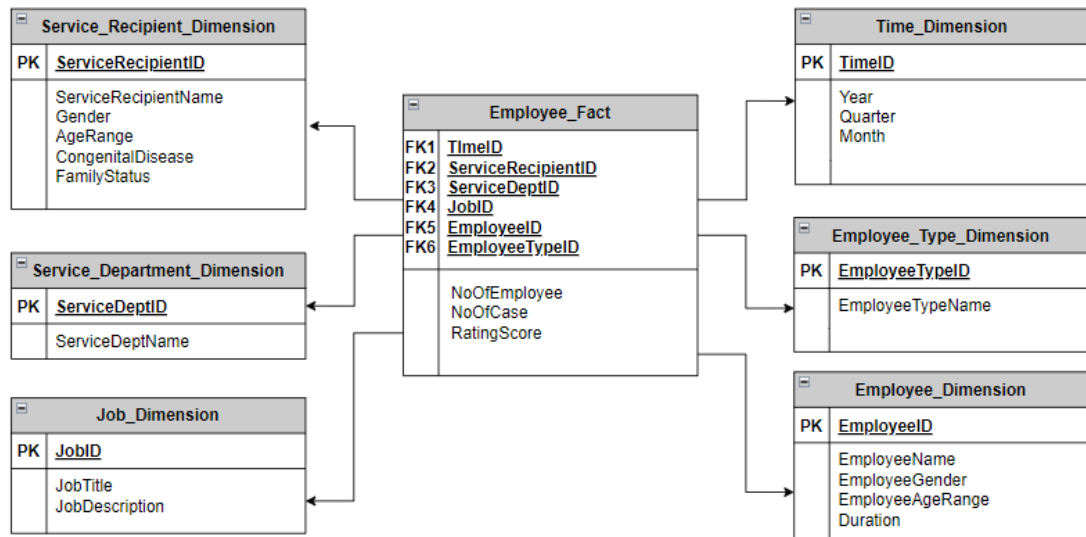 Service_Recipient_Dimension
PK ServiceRecipientID
ServiceRecipientName
Gender
AgeRange
CongenitalDisease
FamilyStatus
Service_Department_Dimension
PK ServiceDeptID
ServiceDeptName
Job_Dimension
PK JobID
JobTitle
JobDescription
Employee_Fact
FK1 TImeID
FK2 ServiceRecipientID
FK3 ServiceDeptID
FK4 JobID
FK5 EmployeeID
FK6 EmployeeTypeID
NoOfEmployee
NoOfCase
RatingScore
Time_Dimension
PK TimeID
Year
Quarter
Month
Employee_Type_Dimension
PK EmployeeTypeID
EmployeeTypeName
Employee_Dimension
PK EmployeeID
EmployeeName
EmployeeGender
EmployeeAgeRange
Duration